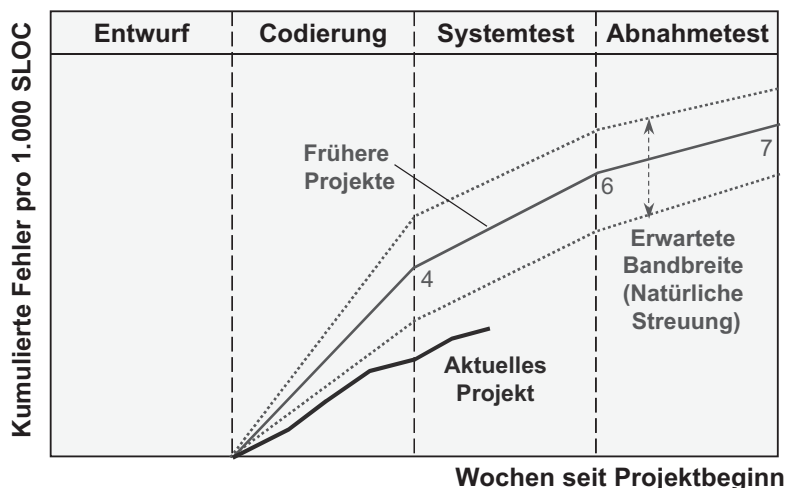 Kumulierte Fehler pro 1.000 SLOC
Entwurf
Codierung
Systemtest
Abnahmetest
Frühere
Projekte
4
6
7
Erwartete
Bandbreite
(Natürliche
Streuung)
Aktuelles
Projekt
Wochen seit Projektbeginn